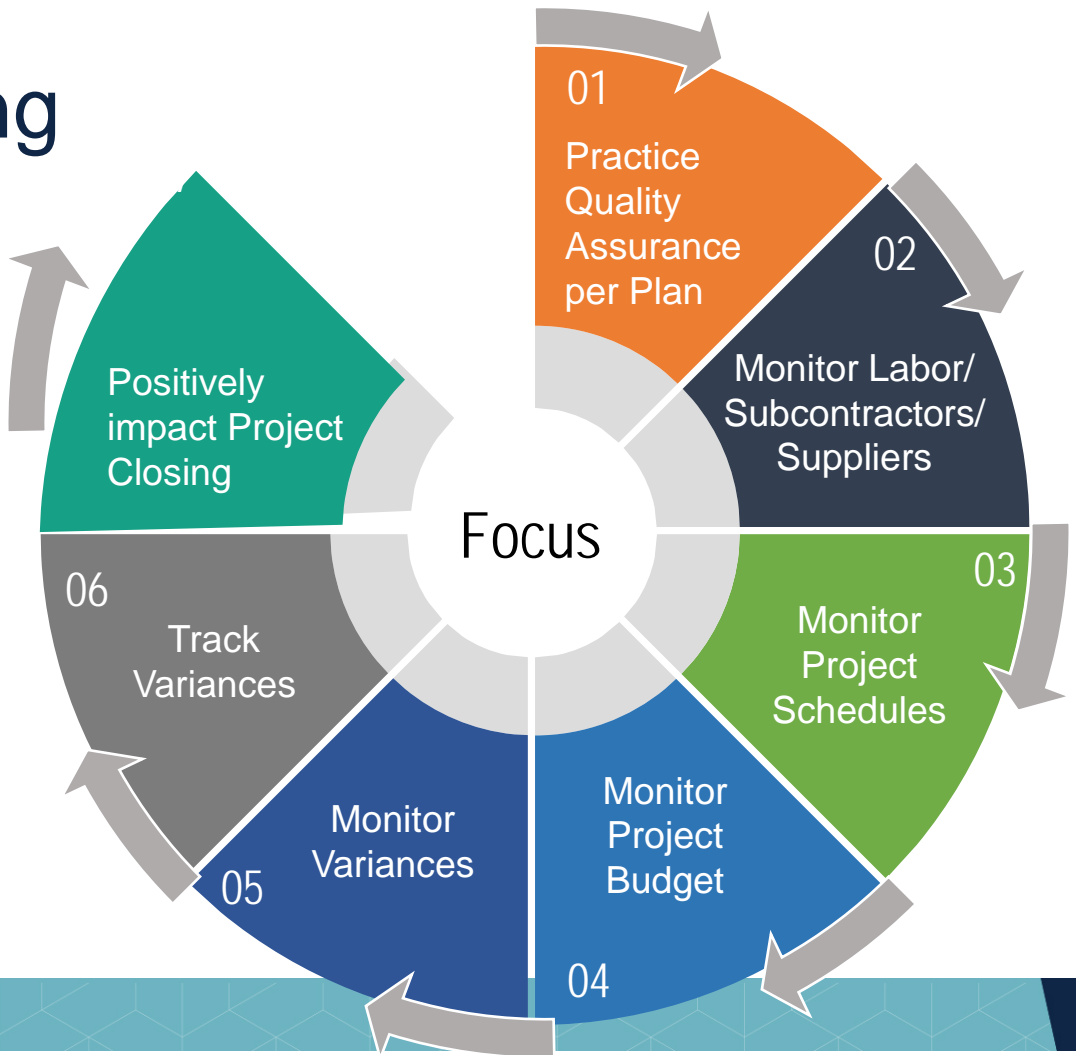 ng
01
Practice
Quality
Assurance
per Plan
02
Monitor Labor/
Subcontractors/
Suppliers
03
Monitor
Project
Schedules
Monitor
Project
Budget
04
Monitor
Variances
05
06
Track
Variances
Positively
impact Project
Closing
Focus